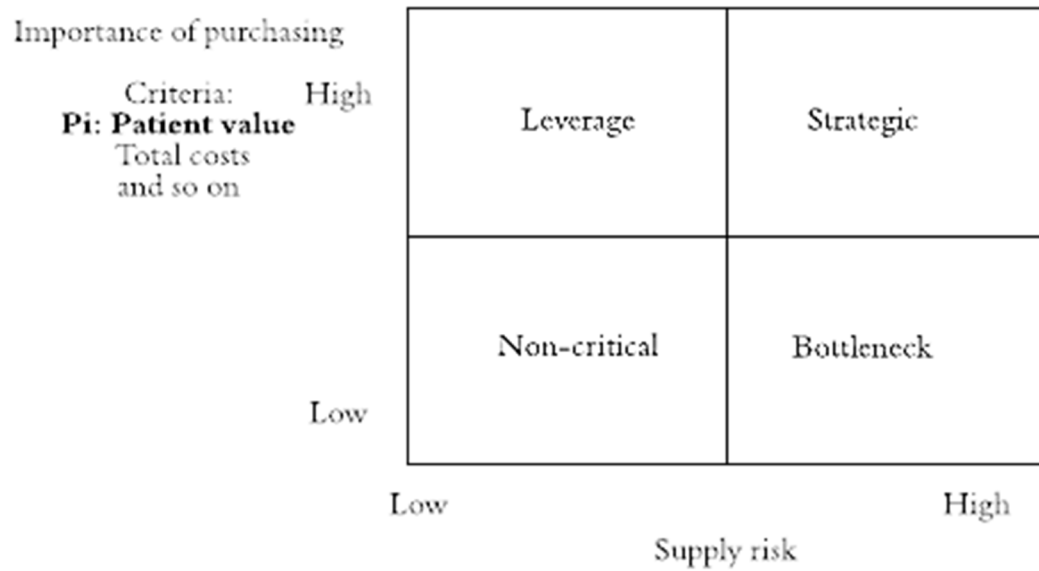 Importance of purchasing
Criteria:
High
Pi: Patient value
Total costs
and so on
Leverage
Strategic
Non-critical
Bottleneck
Low
Low
High
Supply risk